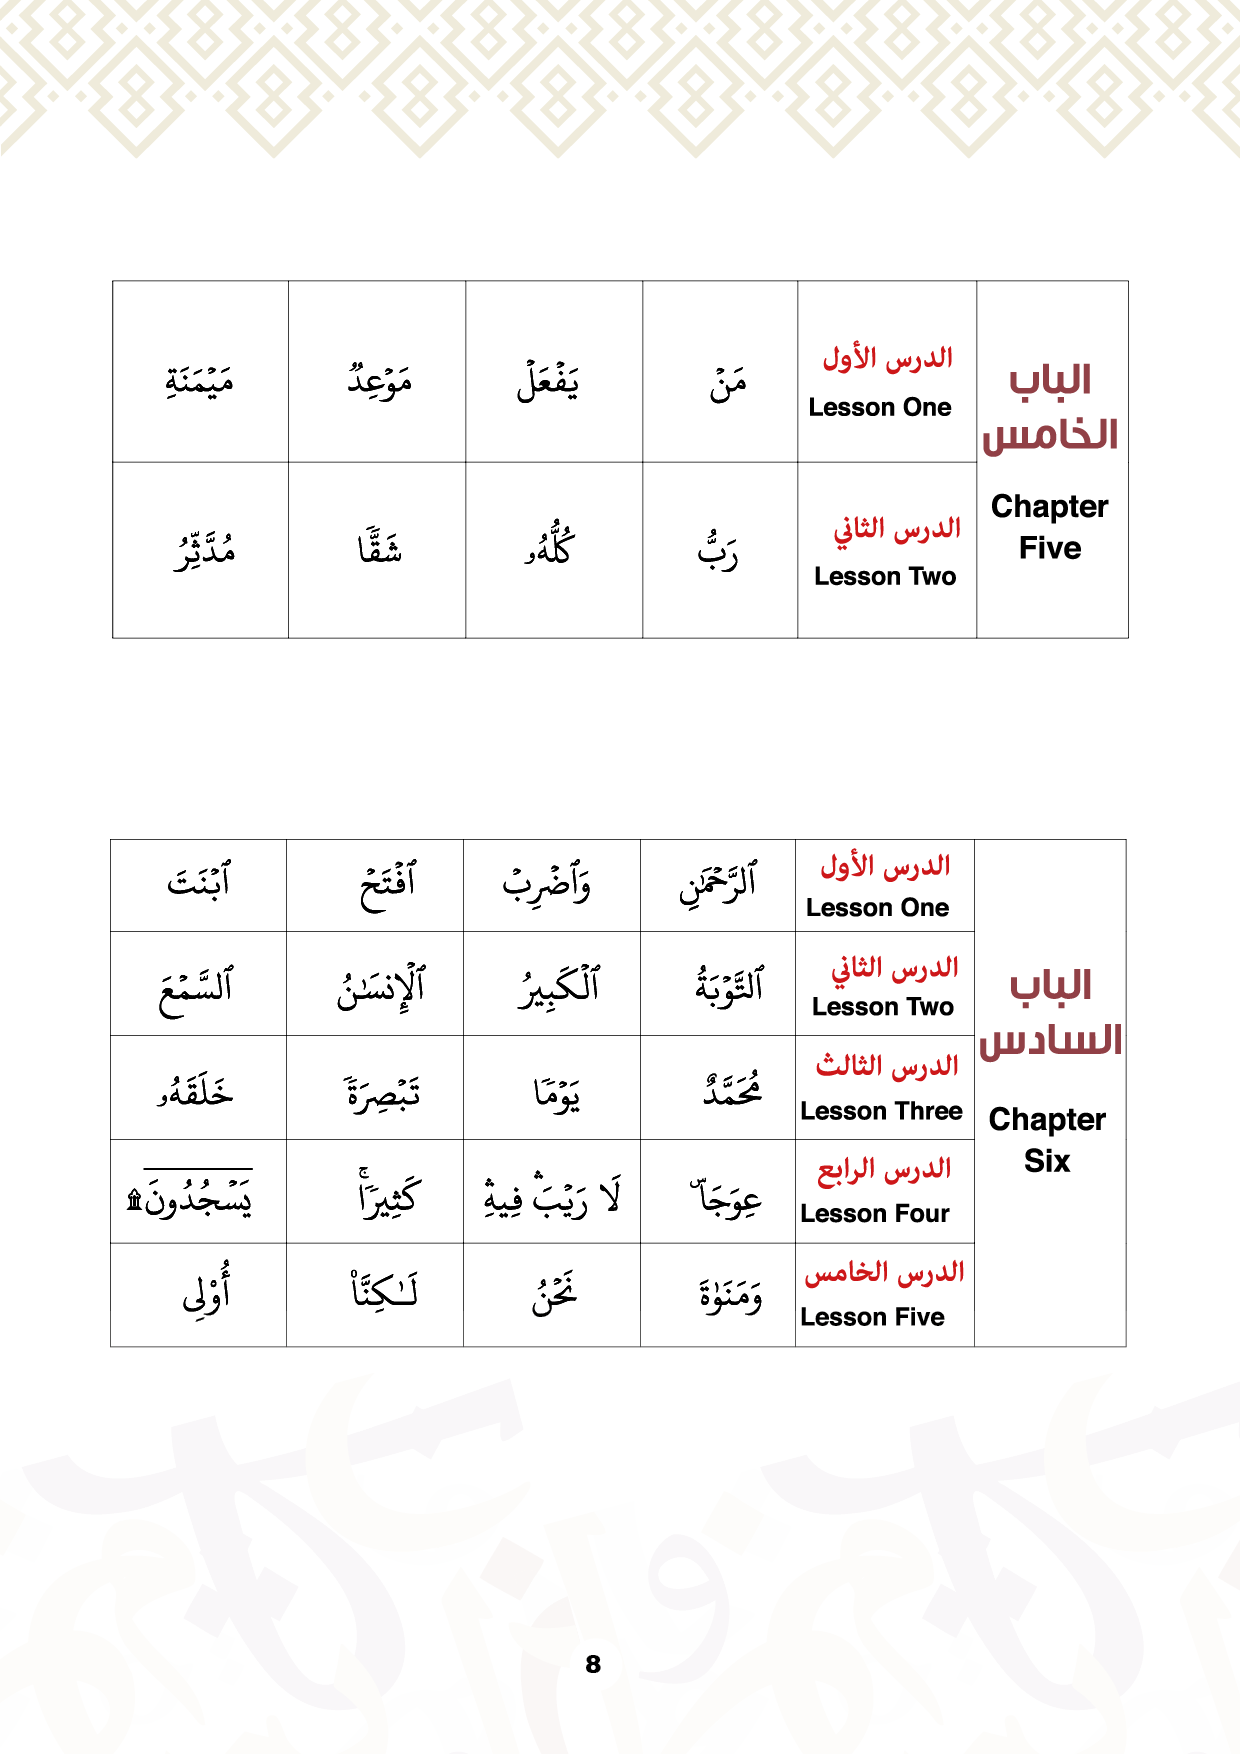 الباب
الخامس
Chapter
Five
الدرس الأول
Lesson One
مَنۡ يَفۡعَلۡ مَوۡعِدٞ مَيۡمَنَةِ
الدرس الثاني
Lesson Two
رَبُّ كُلُّهُۥ شَقّٗا مُدَّثِّرُ
الباب
السادس
Chapter
Six
الدرس الأول
Lesson One
ٱلرَّحۡمَٰنِ وَٱضۡرِبۡ ٱفۡتَحۡ ٱبۡنَتَ
الدرس الثاني
Lesson Two
ٱلتَّوۡبَةُ ٱلۡكَبِيرُ ٱلۡإِنسَٰنُ ٱلسَّمۡعَ
الدرس الثالث
Lesson Three
مُحَمَّدٞ يَوۡمٗا تَبۡصِرَةٗ خَلَقَهُۥ
الدرس الرابع
Lesson Four
عِوَجَاۜ لَا رَيۡبَۛ فِيهِۛ كَثِيرٗاۚ يَسۡجُدُونَ۩
الدرس الخامس
Lesson Five
وَمَنَوٰةَ نَحۡنُ لَٰكِنَّا۠ أُوْلِي
8